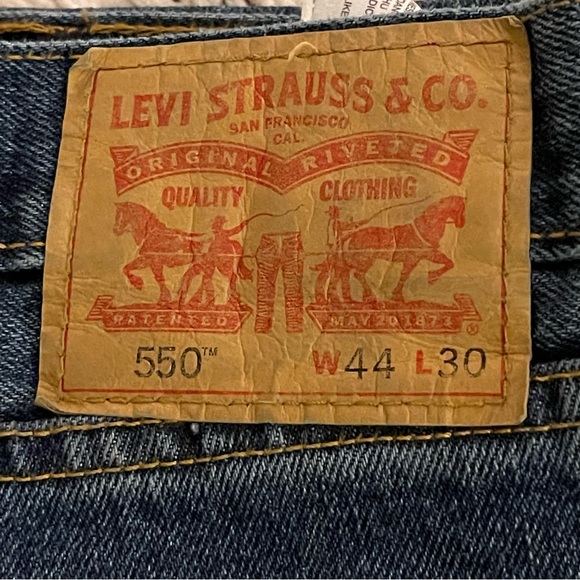 LEVI STRAUSS & CO.
SAN FRANCISCO,
CAL.
ORIGINAL RIVETED
QUALITY CLOTHING
PATENTED MAY 20 1873 ®
550™ W44 L30